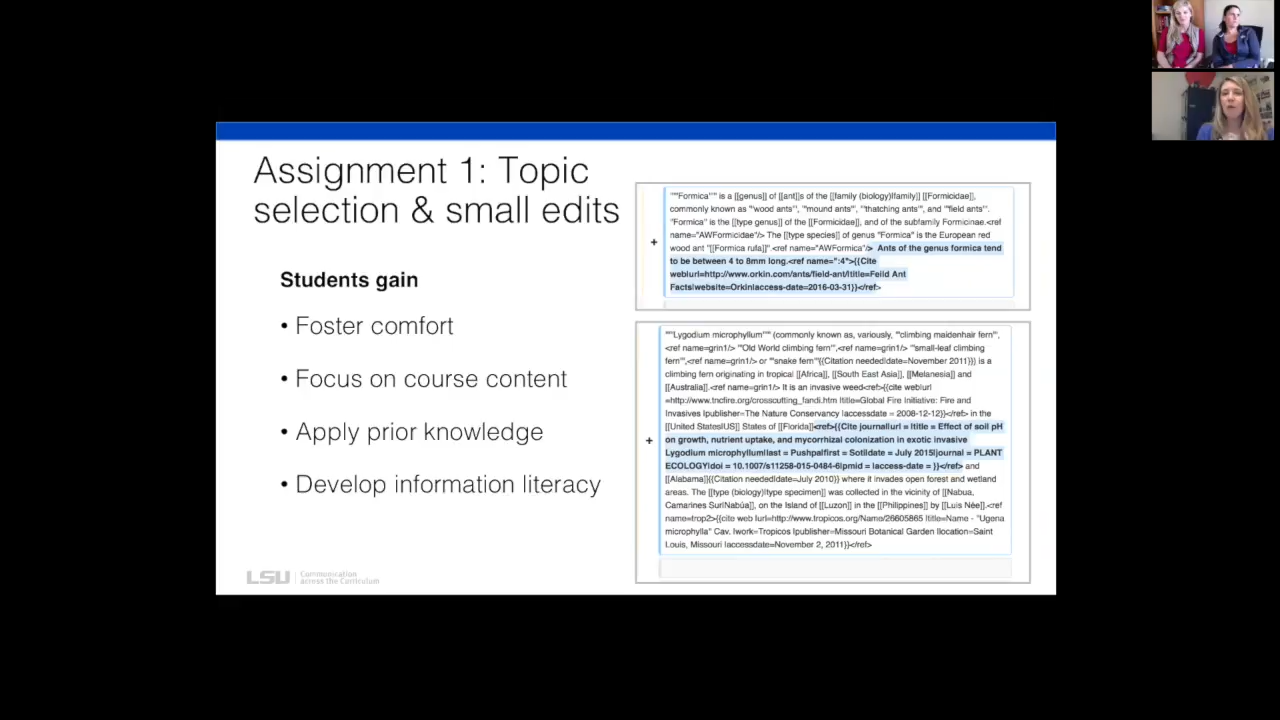 Assignment 1: Topic
selection & small edits
Students gain
• Foster comfort
• Focus on course content
• Apply prior knowledge
• Develop information literacy
LSU | Communication
across the Curriculum
+
'''''Formica''''' is a [[genus]] of [[ant]]s of the [[family (biology)|family]] [[Formicidae]],
commonly known as '''wood ants''', '''mound ants''', '''thatching ants''', and '''field ants'''.
''Formica'' is the [[type genus]] of the [[Formicidae]], and of the subfamily Formicinae.<ref
name="AWFormicidae"/> The [[type species]] of genus ''Formica'' is the European red
wood ant ''[[Formica rufa]]''.<ref name="AWFormica"/> Ants of the genus formica tend
to be between 4 to 8mm long.<ref name=":4">{{Cite
web|url=http://www.orkin.com/ants/field-ant/|title=Feild Ant
Facts|website=Orkin|access-date=2016-03-31}}</ref>
+
'''''Lygodium microphyllum''''' (commonly known as, variously, '''climbing maidenhair fern''',
<ref name=grin1/> '''Old World climbing fern''',<ref name=grin1/> '''small-leaf climbing
fern''',<ref name=grin1/> or '''snake fern'''{{Citation needed|date=November 2011}}) is a
climbing fern originating in tropical [[Africa]], [[South East Asia]], [[Melanesia]] and
[[Australia]].<ref name=grin1/> It is an invasive weed<ref>{{cite web|url
=http://www.tncfire.org/crosscutting_fandi.htm |title=Global Fire Initiative: Fire and
Invasives |publisher=The Nature Conservancy |accessdate = 2008-12-12}}</ref> in the
[[United States|US]] States of [[Florida]]<ref>{{Cite journal|url = |title = Effect of soil pH
on growth, nutrient uptake, and mycorrhizal colonization in exotic invasive
Lygodium microphyllum|last = Pushpa|first = Soti|date = July 2015|journal = PLANT
ECOLOGY|doi = 10.1007/s11258-015-0484-6|pmid = |access-date = }}</ref> and
[[Alabama]]{{Citation needed|date=July 2010}} where it invades open forest and wetland
areas. The [[type (biology)|type specimen]] was collected in the vicinity of [[Nabua,
Camarines Sur|Nabúa]], on the Island of [[Luzon]] in the [[Philippines]] by [[Luis Née]].<ref
name=trop2>{{cite web |url=http://www.tropicos.org/Name/26605865 |title=Name - ''Ugena
microphylla'' Cav. |work=Tropicos |publisher=Missouri Botanical Garden |location=Saint
Louis, Missouri |accessdate=November 2, 2011}}</ref>